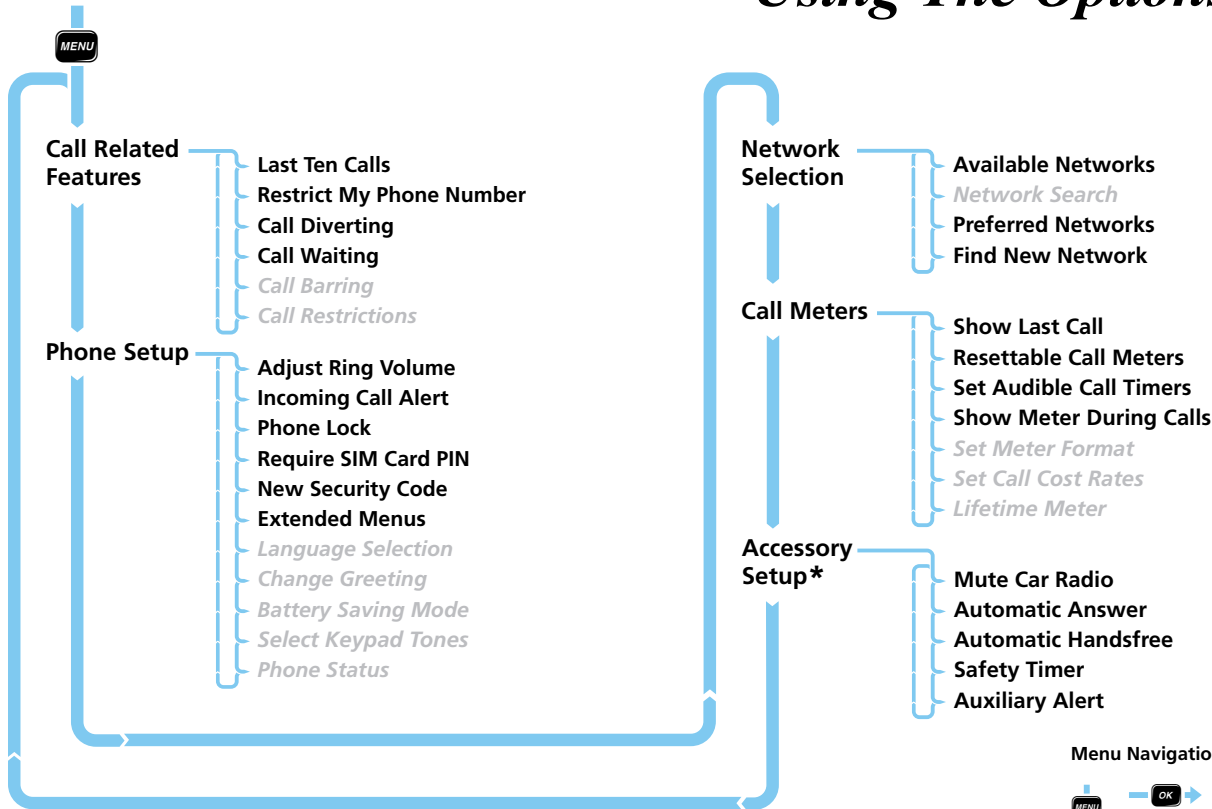 Using The Options
MENU
Call Related
Features
Last Ten Calls
Restrict My Phone Number
Call Diverting
Call Waiting
Call Barring
Call Restrictions
Phone Setup
Adjust Ring Volume
Incoming Call Alert
Phone Lock
Require SIM Card PIN
New Security Code
Extended Menus
Language Selection
Change Greeting
Battery Saving Mode
Select Keypad Tones
Phone Status
Network
Selection
Available Networks
Network Search
Preferred Networks
Find New Network
Call Meters
Show Last Call
Resettable Call Meters
Set Audible Call Timers
Show Meter During Calls
Set Meter Format
Set Call Cost Rates
Lifetime Meter
Accessory
Setup*
Mute Car Radio
Automatic Answer
Automatic Handsfree
Safety Timer
Auxiliary Alert
Menu Navigatio
MENU
OK